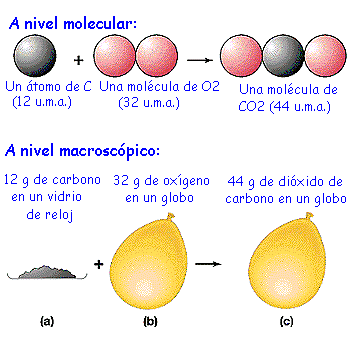 A nivel molecular:
+
Un átomo de C
(12 u.m.a.)
Una molécula de O2
(32 u.m.a.)
Una molécula de
CO2 (44 u.m.a.)
A nivel macroscópico:
12 g de carbono
en un vidrio
de reloj
32 g de oxígeno
en un globo
44 g de dióxido de
carbono en un globo
+
(a)
(b)
(c)